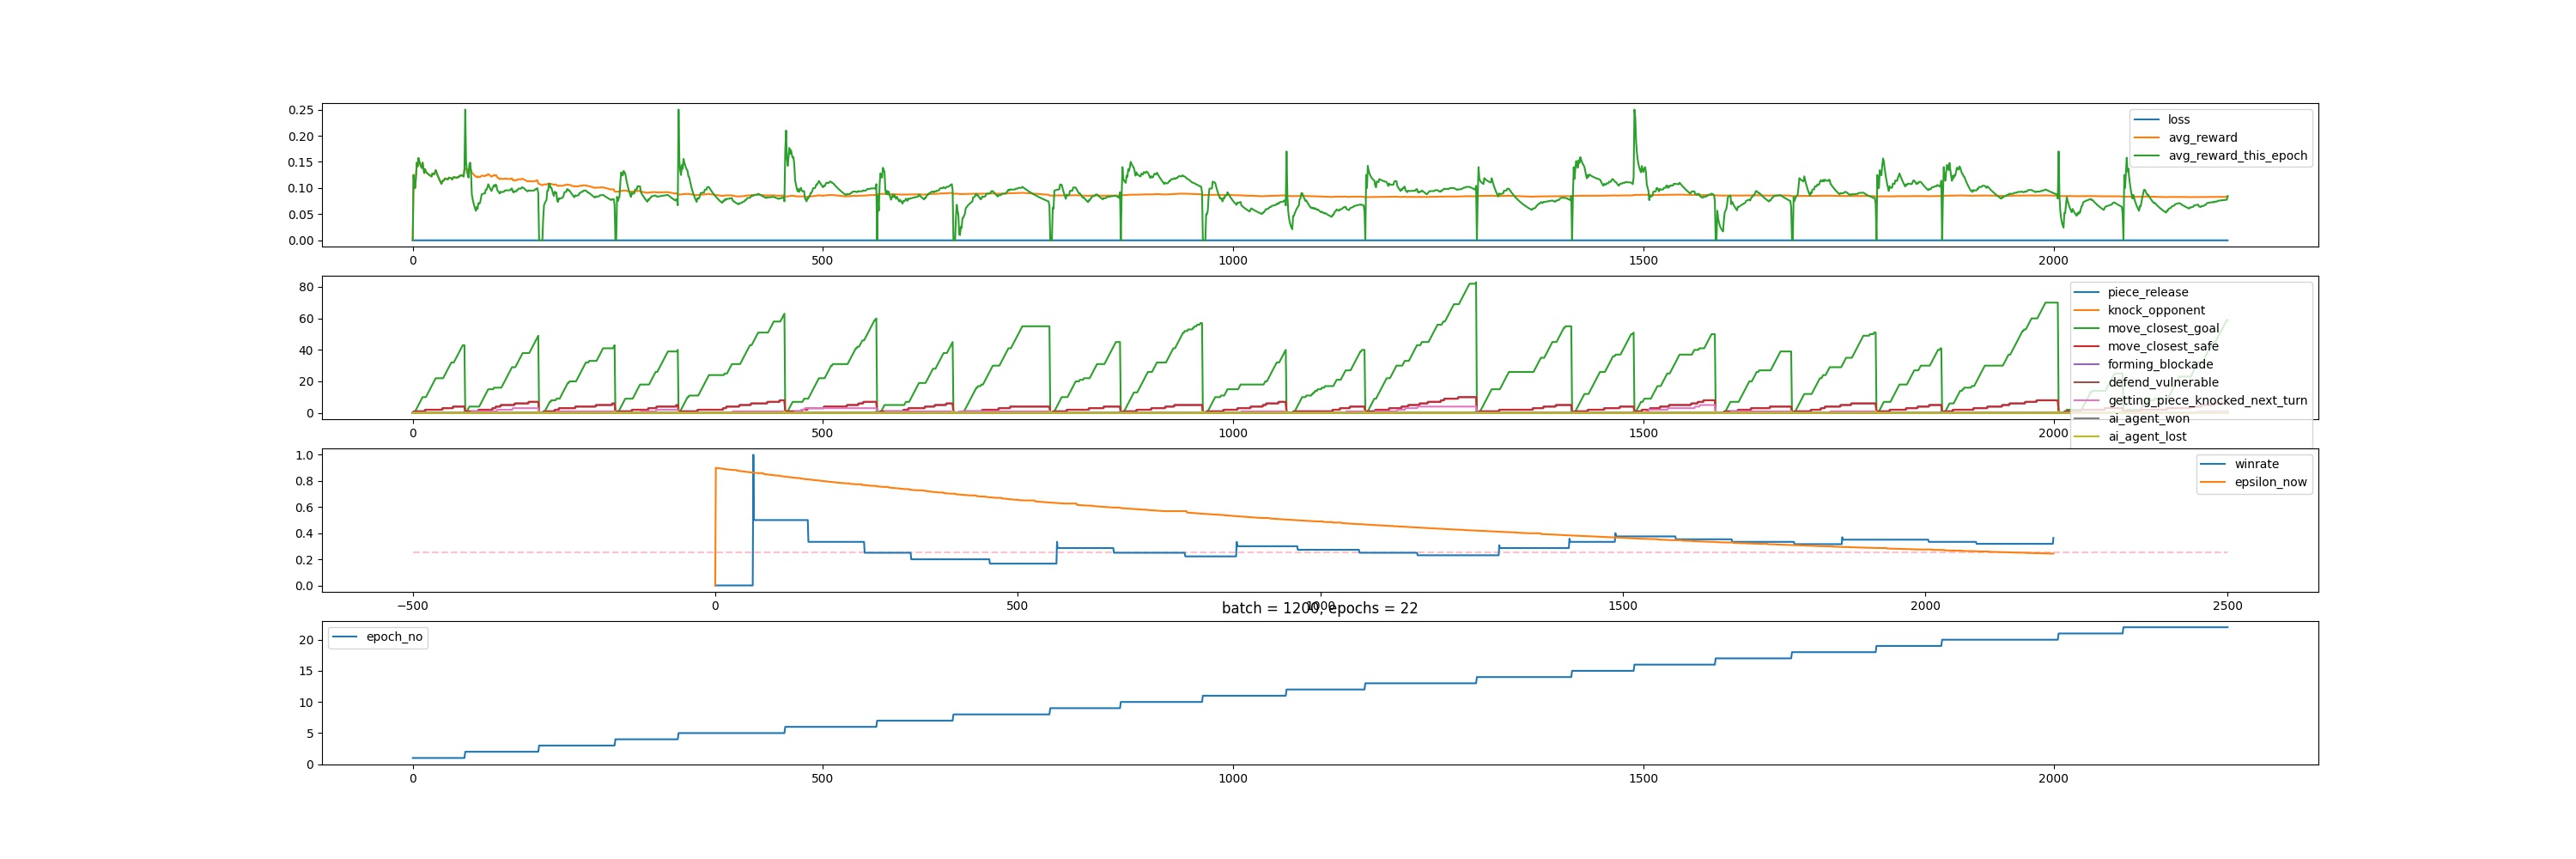 0.25
0.20
0.15
0.10
0.05
0.00
loss
avg_reward
avg_reward_this_epoch
0 500 1000 1500 2000
80
60
40
20
0
piece_release
knock_opponent
move_closest_goal
move_closest_safe
forming_blockade
defend_vulnerable
getting_piece_knocked_next_turn
ai_agent_won
ai_agent_lost
0 500 1000 1500 2000
1.0
0.8
0.6
0.4
0.2
0.0
winrate
epsilon_now
−500 0 500 1000 1500 2000 2500
batch = 1200, epochs = 22
20
15
10
5
0
epoch_no
0 500 1000 1500 2000